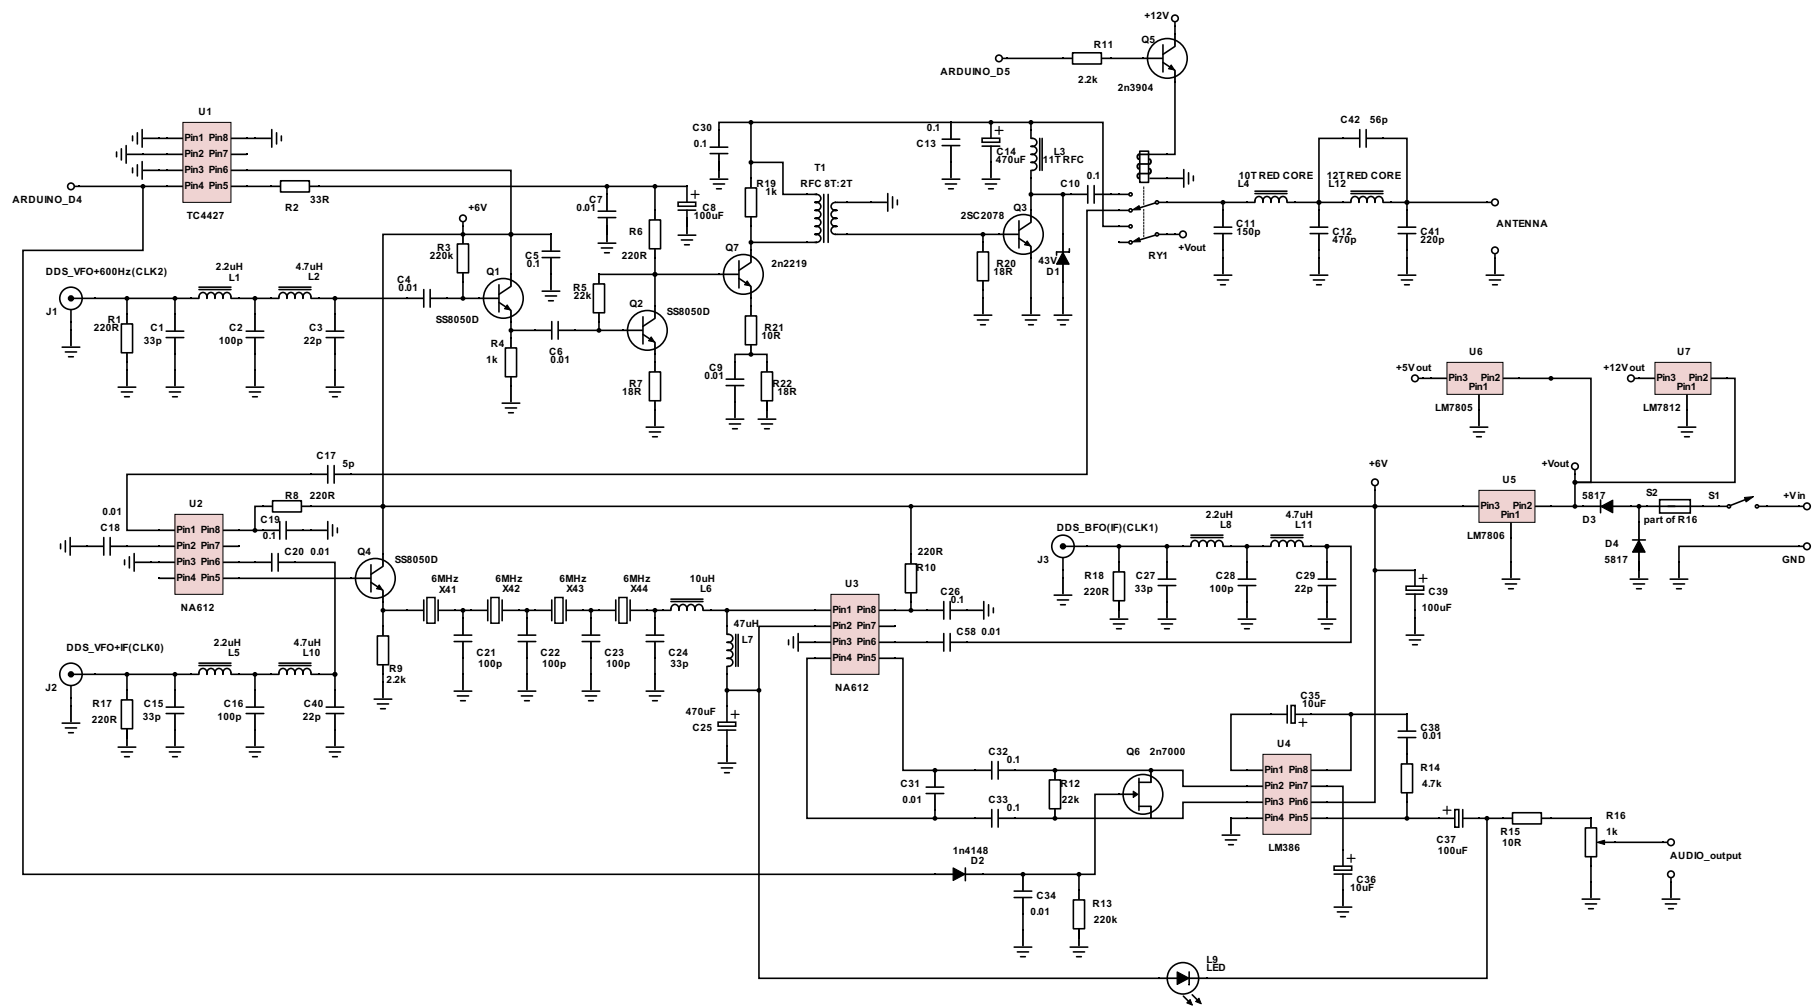 +12V
Q5
R11
ARDUINO_D5
2.2k
2n3904
U1
Pin1 Pin8
Pin2 Pin7
Pin3 Pin6
Pin4 Pin5
TC4427
ARDUINO_D4
R2
33R
C7
0.01
C8
100uF
R6
220R
C30
0.1
R19
1k
T1
RFC 8T:2T
0.1
C13
C14
470uF
L3
11TRFC
C10
0.1
2SC2078
Q3
R20
18R
43V
D1
RY1
+Vout
C42 56p
10T RED CORE
L4
12T RED CORE
L12
C11
150p
C12
470p
C41
220p
ANTENNA
+6V
R3
220k
C5
0.1
Q1
SS8050D
C4
0.01
R4
1k
C6
0.01
R5
22k
Q2
SS8050D
R7
18R
Q7
2n2219
R21
10R
C9
0.01
R22
18R
DDS_VFO+600Hz(CLK2)
J1
R1
220R
C1
33p
2.2uH
L1
C2
100p
4.7uH
L2
C3
22p
U6
+5Vout
Pin3 Pin2
Pin1
LM7805
U7
+12Vout
Pin3 Pin2
Pin1
LM7812
C17
5p
U2
0.01
C18
R8
220R
C19
0.1
C20 0.01
Pin1 Pin8
Pin2 Pin7
Pin3 Pin6
Pin4 Pin5
NA612
Q4
SS8050D
R9
2.2k
DDS_VFO+IF(CLK0)
J2
R17
220R
C15
33p
2.2uH
L5
C16
100p
4.7uH
L10
C40
22p
6MHz
X41
6MHz
X42
6MHz
X43
6MHz
X44
10uH
L6
C21
100p
C22
100p
C23
100p
C24
33p
47uH
L7
470uF
C25
U3
Pin1 Pin8
Pin2 Pin7
Pin3 Pin6
Pin4 Pin5
NA612
220R
R10
C26
0.1
C58 0.01
DDS_BFO(IF)(CLK1)
J3
R18
220R
C27
33p
2.2uH
L8
C28
100p
4.7uH
L11
C29
22p
+6V
C39
100uF
U5
Pin3 Pin2
Pin1
LM7806
+Vout
5817
D3
D4
5817
S2
part of R16
S1
+Vin
GND
C31
0.01
C32
0.1
C33
0.1
R12
22k
Q6 2n7000
C35
10uF
U4
Pin1 Pin8
Pin2 Pin7
Pin3 Pin6
Pin4 Pin5
LM386
C38
0.01
R14
4.7k
C37
100uF
R15
10R
R16
1k
AUDIO_output
C36
10uF
1n4148
D2
C34
0.01
R13
220k
L9
LED